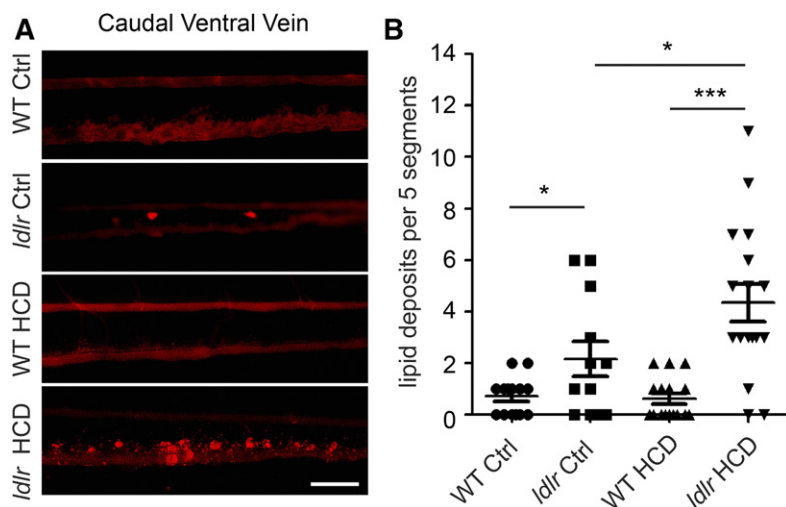 A
Caudal Ventral Vein
WT Ctrl
ldlr Ctrl
WT HCD
ldlr HCD
B
lipid deposits per 5 segments
14
12
10
8
6
4
2
0
*
*
***
WT Ctrl
ldlr Ctrl
WT HCD
ldlr HCD